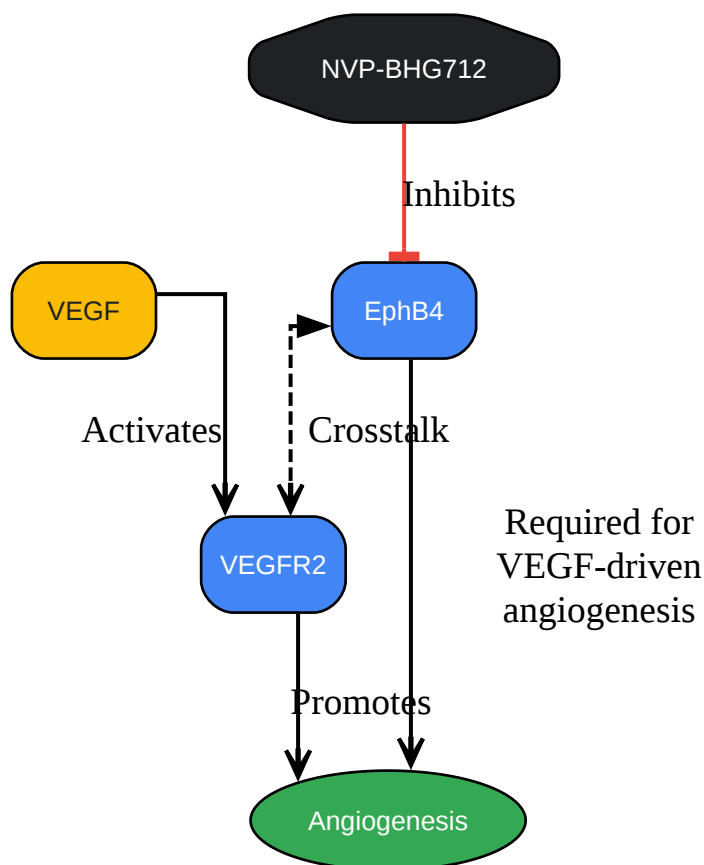 NVP-BHG712
Inhibits
VEGF
EphB4
Activates
Crosstalk
Required for
VEGF-driven
angiogenesis
VEGFR2
Promotes
Angiogenesis